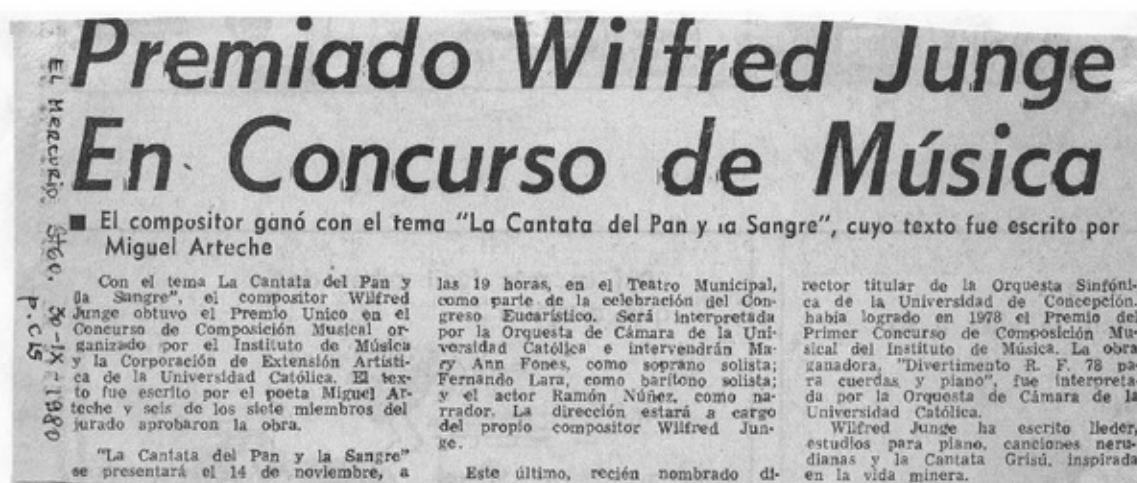 Premiado Wilfred Junge
En Concurso de Música
■ El compositor ganó con el tema "La Cantata del Pan y la Sangre", cuyo texto fue escrito por
Miguel Arteche
Con el tema La Cantata del Pan y
la Sangre", el compositor Wilfred
Junge obtuvo el Premio Unico en el
Concurso de Composición Musical or-
ganizado por el Instituto de Música
y la Corporación de Extensión Artísti-
ca de la Universidad Católica. El tex-
to fue escrito por el poeta Miguel Ar-
teche y seis de los siete miembros del
jurado aprobaron la obra.
"La Cantata del Pan y la Sangre"
se presentará el 14 de noviembre, a
las 19 horas, en el Teatro Municipal,
como parte de la celebración del Con-
greso Eucarístico. Será interpretada
por la Orquesta de Cámara de la Uni-
versidad Católica e intervendrán Ma-
ry Ann Fones, como soprano solista;
Fernando Lara, como barítono solista;
y el actor Ramón Núñez, como na-
rrador. La dirección estará a cargo
del propio compositor Wilfred Jun-
ge.
Este último, recién nombrado di-
rector titular de la Orquesta Sinfóni-
ca de la Universidad de Concepción,
había logrado en 1978 el Premio del
Primer Concurso de Composición Mu-
sical del Instituto de Música. La obra
ganadora, "Divertimento R. F. 78 pa-
ra cuerdas y piano", fue interpreta-
da por la Orquesta de Cámara de la
Universidad Católica.
Wilfred Junge ha escrito lieder,
estudios para piano, canciones neru-
dianas y la Cantata Grisú, inspirada
en la vida minera.
EL MERCURIO. STGO. 30-IX-1980
P. C15